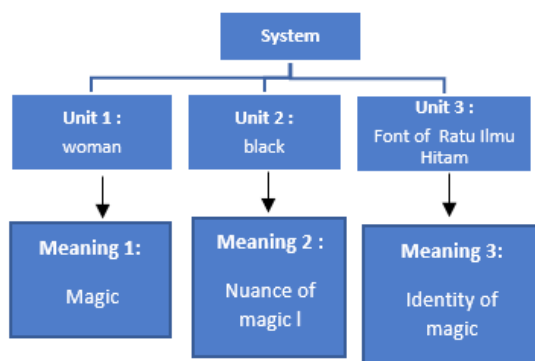 System
Unit 1 :
woman
Unit 2 :
black
Unit 3 :
Font of Ratu Ilmu
Hitam
Meaning 1:
Magic
Meaning 2 :
Nuance of
magic l
Meaning 3:
Identity of
magic